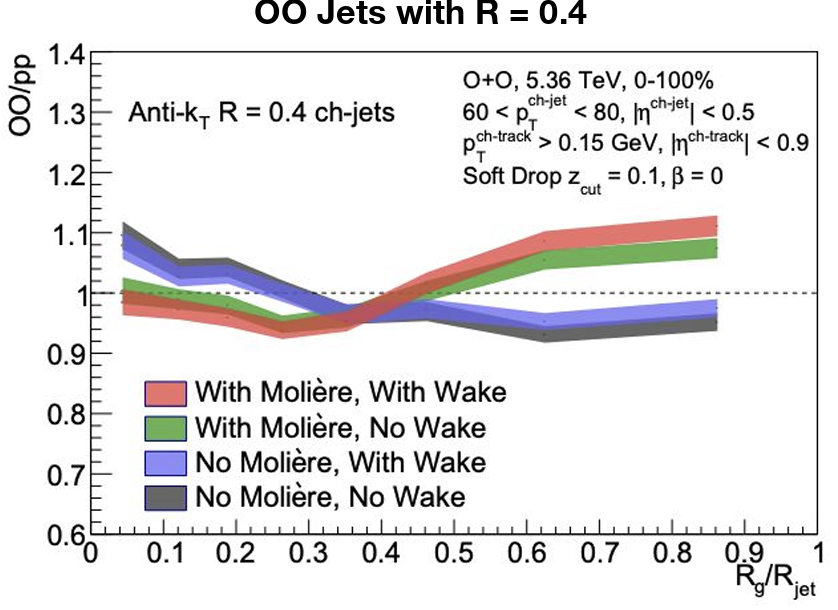 OO Jets with R = 0.4
OO/pp
1.4
1.3
1.2
1.1
1
0.9
0.8
0.7
0.6
Anti-k_T R = 0.4 ch-jets
O+O, 5.36 TeV, 0-100%
60 < p_T^ch-jet < 80, |η^ch-jet| < 0.5
p_T^ch-track > 0.15 GeV, |η^ch-track| < 0.9
Soft Drop z_cut = 0.1, β = 0
With Molière, With Wake
With Molière, No Wake
No Molière, With Wake
No Molière, No Wake
0 0.1 0.2 0.3 0.4 0.5 0.6 0.7 0.8 0.9 1
R_g/R_jet